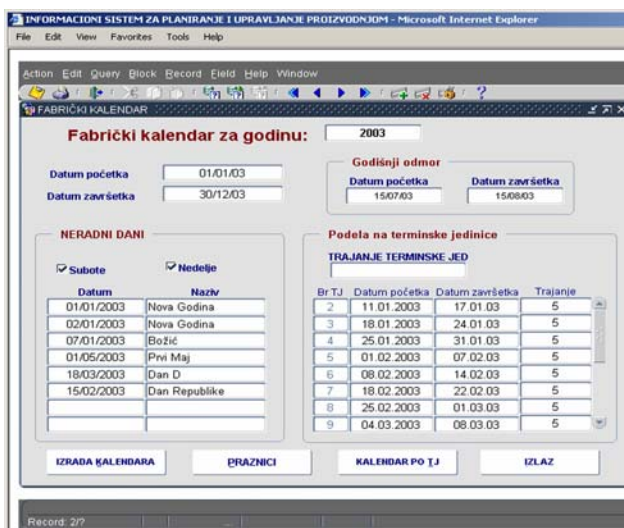 INFORMACIONI SISTEM ZA PLANIRANJE I UPRAVLJANJE PROIZVODNJOM - Microsoft Internet Explorer
File Edit View Favorites Tools Help
Action Edit Query Block Record Field Help Window
FABRIČKI KALENDAR
Fabrički kalendar za godinu: 2003
Datum početka 01/01/03
Datum završetka 30/12/03
Godišnji odmor
Datum početka Datum završetka
15/07/03 15/08/03
NERADNI DANI
Subote Nedelje
Datum Naziv
01/01/2003 Nova Godina
02/01/2003 Nova Godina
07/01/2003 Božić
01/05/2003 Prvi Maj
18/03/2003 Dan D
15/02/2003 Dan Republike
Podela na terminske jedinice
TRAJANJE TERMINSKE JED
Br TJ Datum početka Datum završetka Trajanje
2 11.01.2003 17.01.03 5
3 18.01.2003 24.01.03 5
4 25.01.2003 31.01.03 5
5 01.02.2003 07.02.03 5
6 08.02.2003 14.02.03 5
7 18.02.2003 22.02.03 5
8 25.02.2003 01.03.03 5
9 04.03.2003 08.03.03 5
IZRADA KALENDARA PRAZNICI KALENDAR PO TJ IZLAZ
Record: 2/?